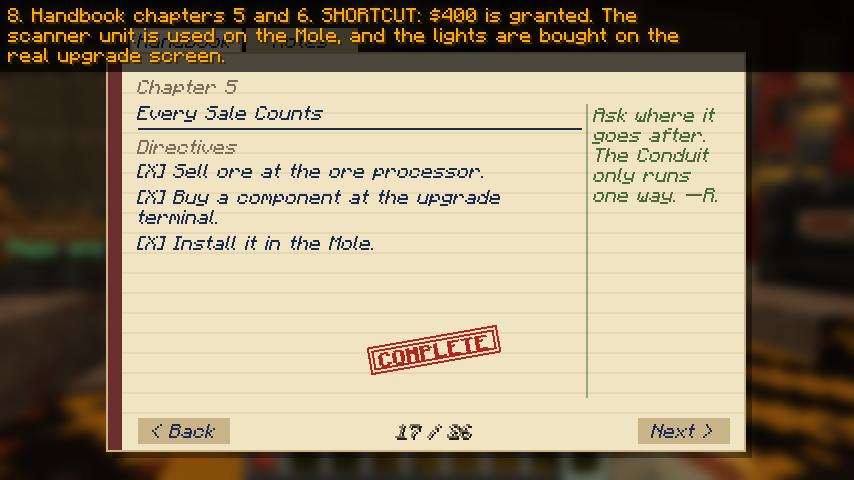 8. Handbook chapters 5 and 6. SHORTCUT: $400 is granted. The
scanner unit is used on the Mole, and the lights are bought on the
real upgrade screen.
Handbook
Notes
Chapter 5
Every Sale Counts
Directives
[X] Sell ore at the ore processor.
[X] Buy a component at the upgrade
terminal.
[X] Install it in the Mole.
Ask where it
goes after.
The Conduit
only runs
one way. —R.
COMPLETE
< Back
17 / 26
Next >